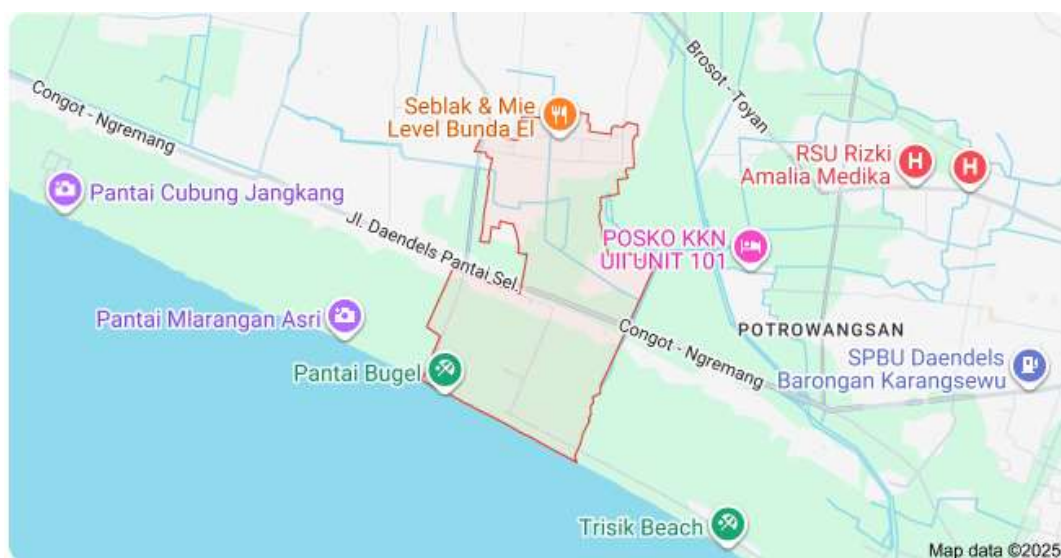 Congot - Ngremang
Seblak & Mie
Level Bunda El
Brosot - Toyan
RSU Rizki
Amalia Medika
Pantai Cubung Jangkang
Jl. Daendels Pantai Sel.
POSKO KKN
UII UNIT 101
Pantai Mlarangan Asri
Congot - Ngremang
POTROWANGSAN
Pantai Bugel
SPBU Daendels
Barongan Karangsewu
Trisik Beach
Map data ©2025